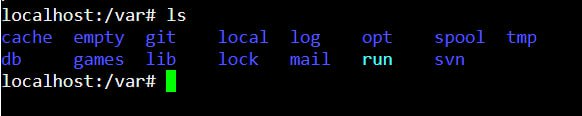 localhost:/var# ls
cache empty git local log opt spool tmp
db games lib lock mail run svn
localhost:/var#